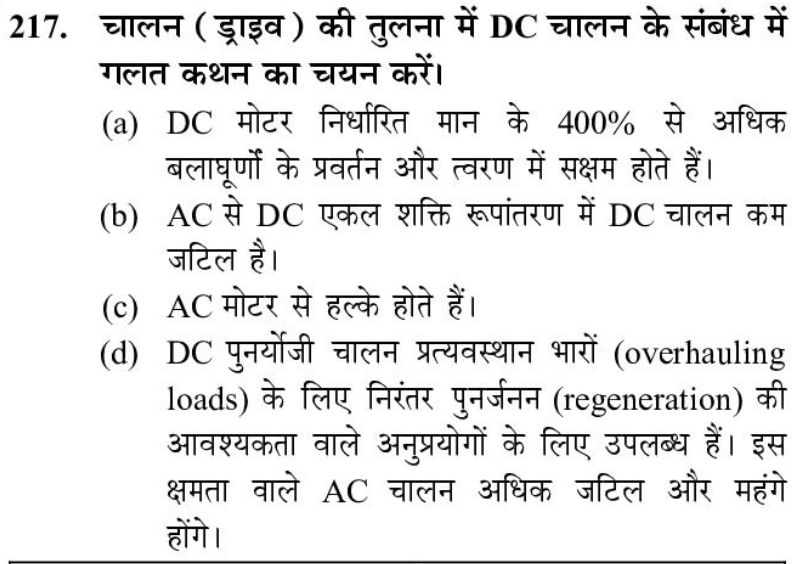 217. चालन ( ड्राइव ) की तुलना में DC चालन के संबंध में
गलत कथन का चयन करें।
(a) DC मोटर निर्धारित मान के 400% से अधिक
बलाघूर्णों के प्रवर्तन और त्वरण में सक्षम होते हैं।
(b) AC से DC एकल शक्ति रूपांतरण में DC चालन कम
जटिल है।
(c) AC मोटर से हल्के होते हैं।
(d) DC पुनर्योजी चालन प्रत्यवस्थान भारों (overhauling
loads) के लिए निरंतर पुनर्जनन (regeneration) की
आवश्यकता वाले अनुप्रयोगों के लिए उपलब्ध हैं। इस
क्षमता वाले AC चालन अधिक जटिल और महंगे
होंगे।